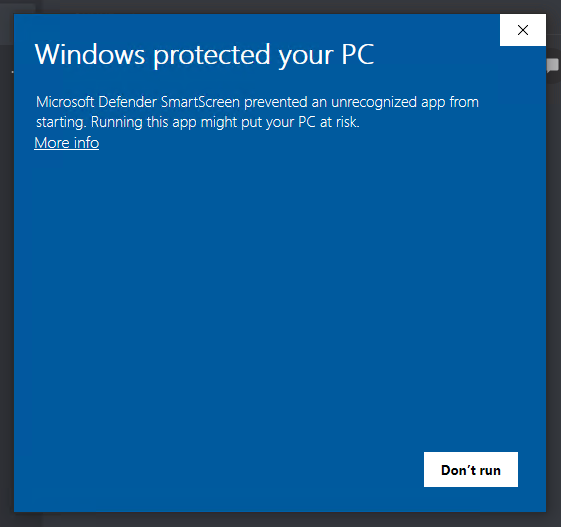 Windows protected your PC
Microsoft Defender SmartScreen prevented an unrecognized app from
starting. Running this app might put your PC at risk.
More info
Don't run